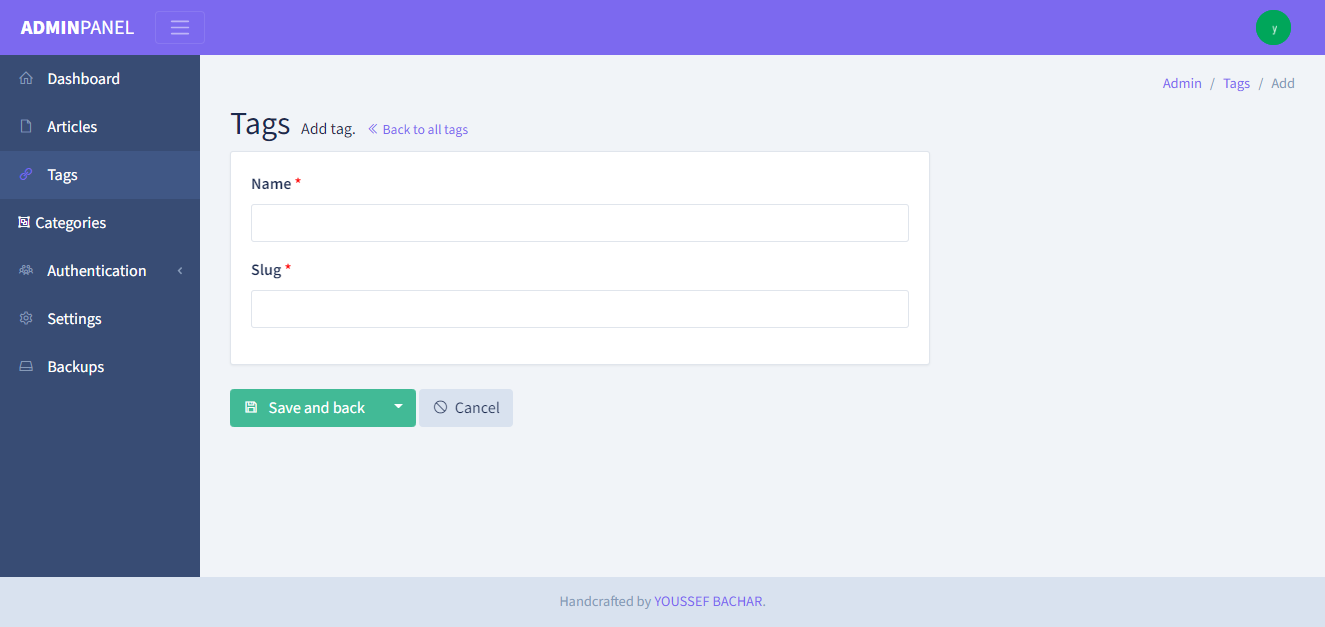 ADMINPANEL
y
Dashboard
Articles
Tags
Categories
Authentication
Settings
Backups
Admin / Tags / Add
Tags Add tag. Back to all tags
Name *
Slug *
Save and back
Cancel
Handcrafted by YOUSSEF BACHAR.